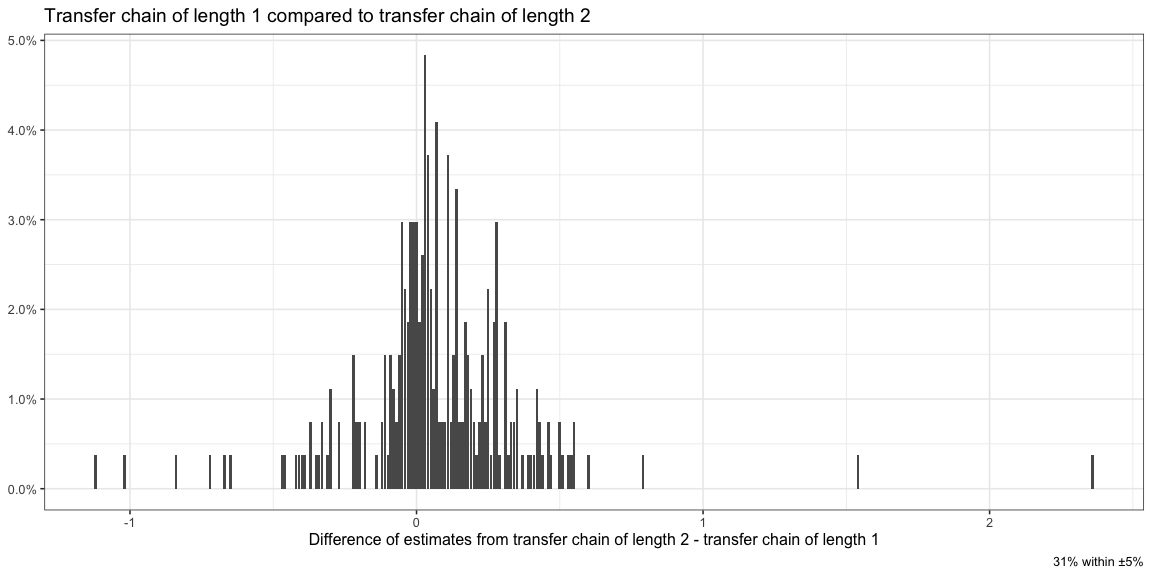 Transfer chain of length 1 compared to transfer chain of length 2
5.0%
4.0%
3.0%
2.0%
1.0%
0.0%
-1 0 1 2
Difference of estimates from transfer chain of length 2 - transfer chain of length 1
31% within ±5%